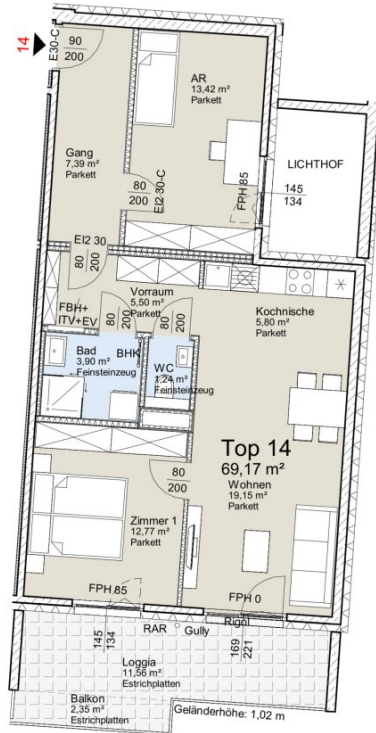 14
E30-C
90
200
AR
13,42 m²
Parkett
Gang
7,39 m²
Parkett
80
200
EI2 30-C
FPH 85
145
134
LICHTHOF
EI2 30
80
200
Vorraum
5,50 m²
Parkett
Kochnische
5,80 m²
Parkett
FBH+
ITV+EV
80
200
80
200
Bad
3,90 m²
Feinsteinzeug
BHK
WC
1,24 m²
Feinsteinzeug
Top 14
69,17 m²
Wohnen
19,15 m²
Parkett
80
200
Zimmer 1
12,77 m²
Parkett
FPH 85
FPH 0
145
134
RAR
Gully
Rigol
169
221
Loggia
11,56 m²
Estrichplatten
Balkon
2,35 m²
Estrichplatten
Geländerhöhe: 1,02 m